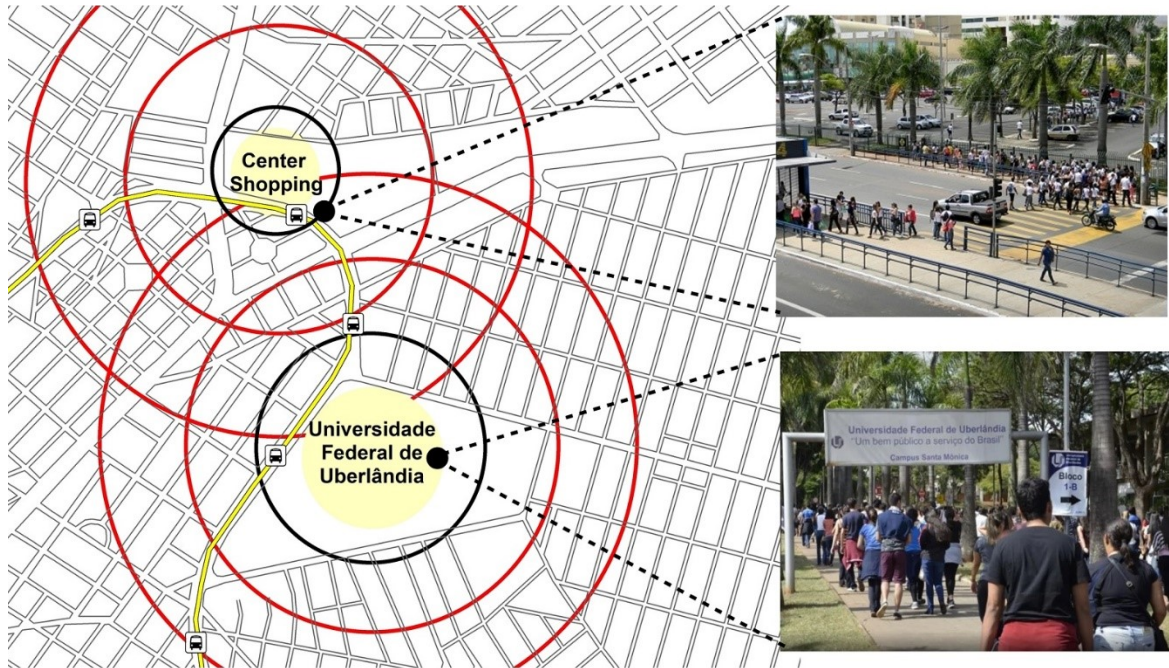 Center
Shopping
Universidade
Federal de
Uberlândia
4
Universidade Federal de Uberlândia
"Um bem público a serviço do Brasil"
Campus Santa Mônica
Bloco
1-B